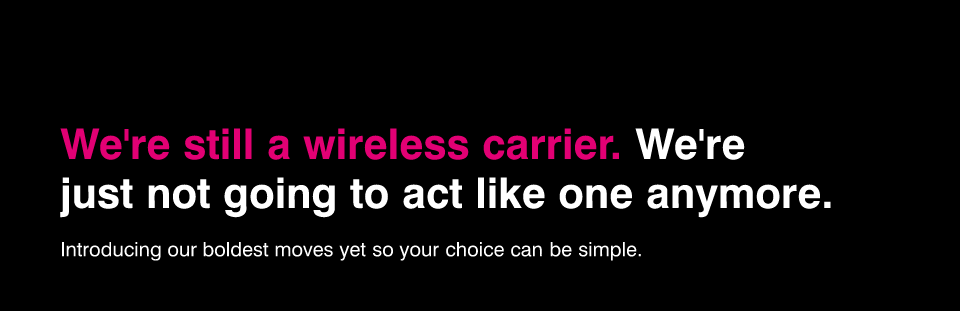 We're still a wireless carrier. We're
just not going to act like one anymore.
Introducing our boldest moves yet so your choice can be simple.